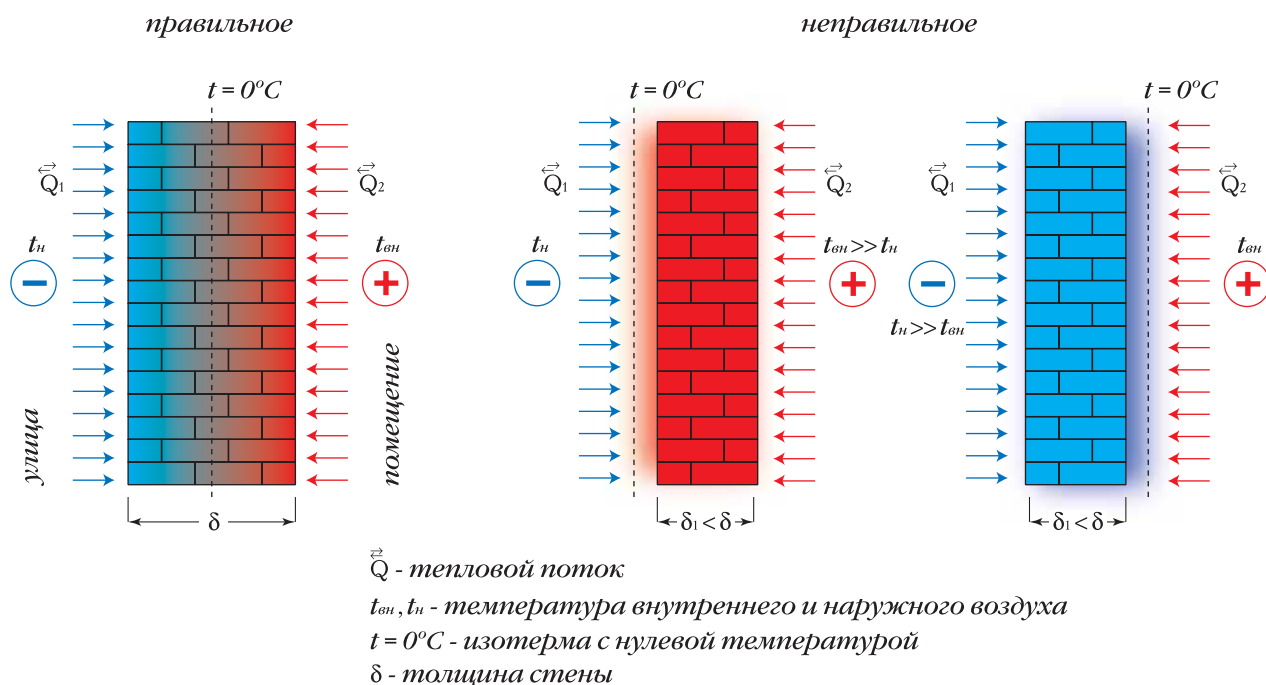 правильное
неправильное
t = 0°C
t = 0°C
t = 0°C
Q₁
Q₂
Q₁
Q₂
Q₁
Q₂
tн
tвн
tн
tвн>>tн
tвн
−
+
−
+
−
+
tн>>tвн
улица
помещение
δ
δ₁ < δ
δ₁ < δ
Q - тепловой поток
tвн, tн - температура внутреннего и наружного воздуха
t = 0°C - изотерма с нулевой температурой
δ - толщина стены